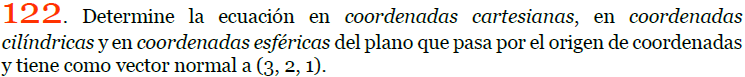 122. Determine la ecuación en coordenadas cartesianas, en coordenadas
cilíndricas y en coordenadas esféricas del plano que pasa por el origen de coordenadas
y tiene como vector normal a (3, 2, 1).